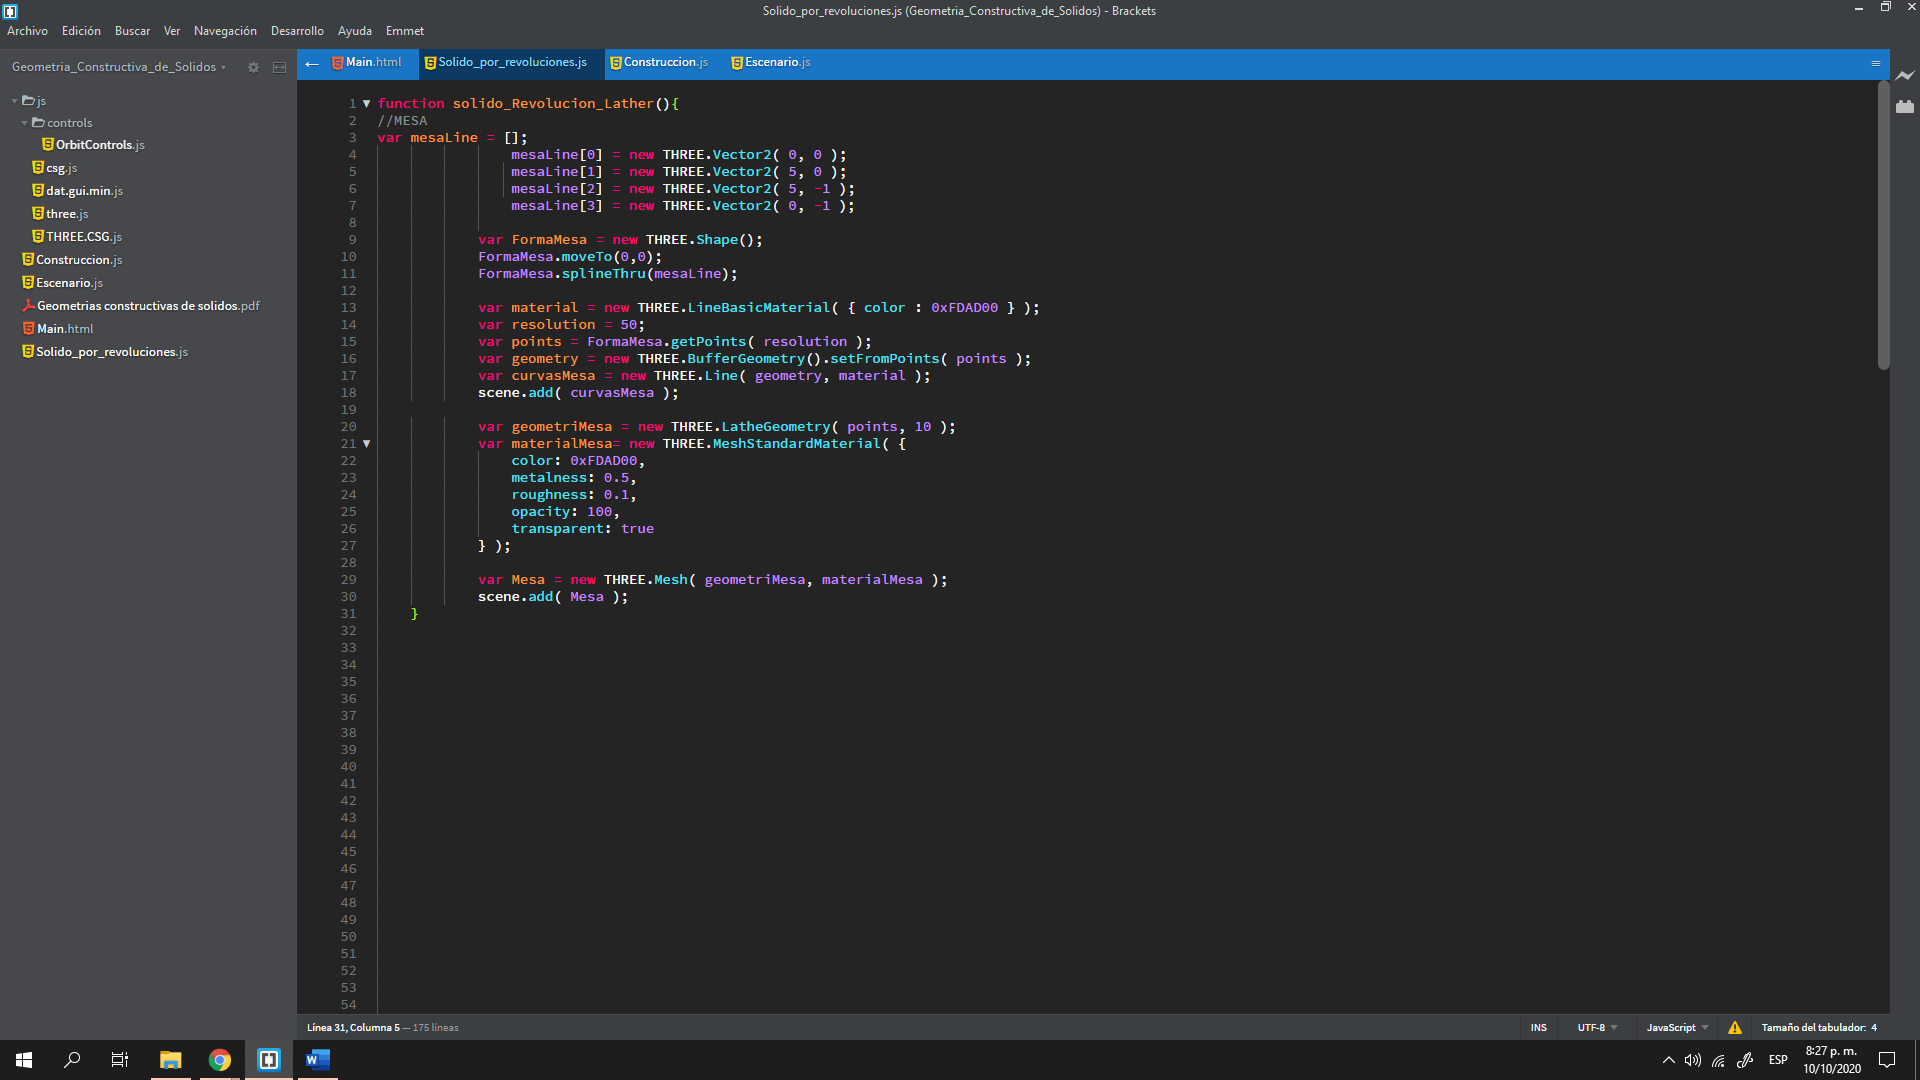 Solido_por_revoluciones.js (Geometria_Constructiva_de_Solidos) - Brackets
Archivo Edición Buscar Ver Navegación Desarrollo Ayuda Emmet
Geometria_Constructiva_de_Solidos
js
controls
OrbitControls.js
csg.js
dat.gui.min.js
three.js
THREE.CSG.js
Construccion.js
Escenario.js
Geometrias constructivas de solidos.pdf
Main.html
Solido_por_revoluciones.js
Main.html Solido_por_revoluciones.js Construccion.js Escenario.js
1 function solido_Revolucion_Lather(){
2 //MESA
3 var mesaLine = [];
4 mesaLine[0] = new THREE.Vector2( 0, 0 );
5 mesaLine[1] = new THREE.Vector2( 5, 0 );
6 mesaLine[2] = new THREE.Vector2( 5, -1 );
7 mesaLine[3] = new THREE.Vector2( 0, -1 );
8
9 var FormaMesa = new THREE.Shape();
10 FormaMesa.moveTo(0,0);
11 FormaMesa.splineThru(mesaLine);
12
13 var material = new THREE.LineBasicMaterial( { color : 0xFDAD00 } );
14 var resolution = 50;
15 var points = FormaMesa.getPoints( resolution );
16 var geometry = new THREE.BufferGeometry().setFromPoints( points );
17 var curvasMesa = new THREE.Line( geometry, material );
18 scene.add( curvasMesa );
19
20 var geometriMesa = new THREE.LatheGeometry( points, 10 );
21 var materialMesa= new THREE.MeshStandardMaterial( {
22 color: 0xFDAD00,
23 metalness: 0.5,
24 roughness: 0.1,
25 opacity: 100,
26 transparent: true
27 } );
28
29 var Mesa = new THREE.Mesh( geometriMesa, materialMesa );
30 scene.add( Mesa );
31 }
32
33
34
35
36
37
38
39
40
41
42
43
44
45
46
47
48
49
50
51
52
53
54
Línea 31, Columna 5 — 175 líneas
INS UTF-8 JavaScript Tamaño del tabulador: 4
ESP
8:27 p. m.
10/10/2020